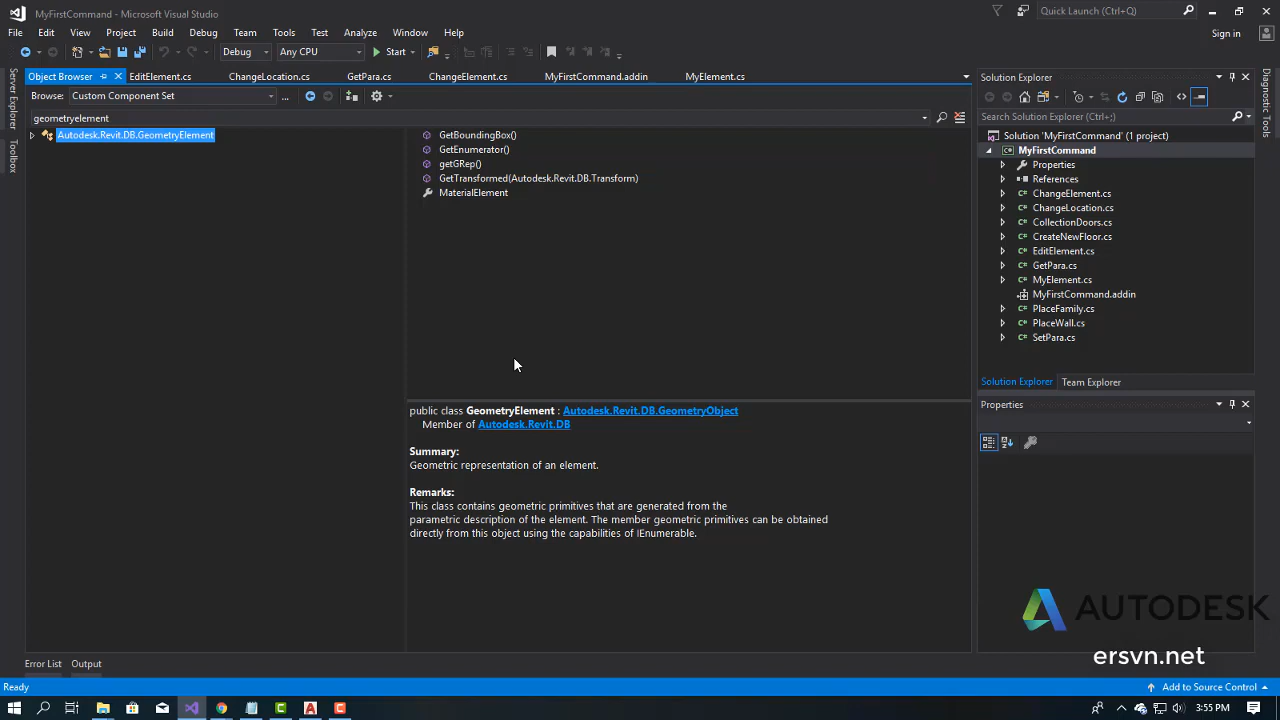 MyFirstCommand - Microsoft Visual Studio
Quick Launch (Ctrl+Q)
File Edit View Project Build Debug Team Tools Test Analyze Window Help
Sign in
Debug Any CPU Start
Object Browser EditElement.cs ChangeLocation.cs GetPara.cs ChangeElement.cs MyFirstCommand.addin MyElement.cs
Server Explorer
Toolbox
Browse: Custom Component Set ...
geometryelement
Autodesk.Revit.DB.GeometryElement
GetBoundingBox()
GetEnumerator()
getGRep()
GetTransformed(Autodesk.Revit.DB.Transform)
MaterialElement
public class GeometryElement : Autodesk.Revit.DB.GeometryObject
Member of Autodesk.Revit.DB
Summary:
Geometric representation of an element.
Remarks:
This class contains geometric primitives that are generated from the
parametric description of the element. The member geometric primitives can be obtained
directly from this object using the capabilities of IEnumerable.
Solution Explorer
Search Solution Explorer (Ctrl+;)
Solution 'MyFirstCommand' (1 project)
MyFirstCommand
Properties
References
C# ChangeElement.cs
C# ChangeLocation.cs
C# CollectionDoors.cs
C# CreateNewFloor.cs
C# EditElement.cs
C# GetPara.cs
C# MyElement.cs
MyFirstCommand.addin
C# PlaceFamily.cs
C# PlaceWall.cs
C# SetPara.cs
Solution Explorer Team Explorer
Properties
Diagnostic Tools
AUTODESK
ersvn.net
Error List Output
Ready
Add to Source Control
3:55 PM